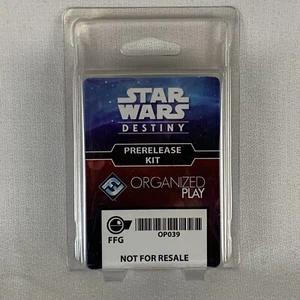 STAR
WARS
DESTINY
PRERELEASE
KIT
ORGANIZED
PLAY
FFG
OP039
NOT FOR RESALE